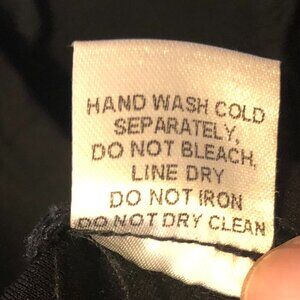 HAND WASH COLD
SEPARATELY,
DO NOT BLEACH,
LINE DRY
DO NOT IRON
DO NOT DRY CLEAN